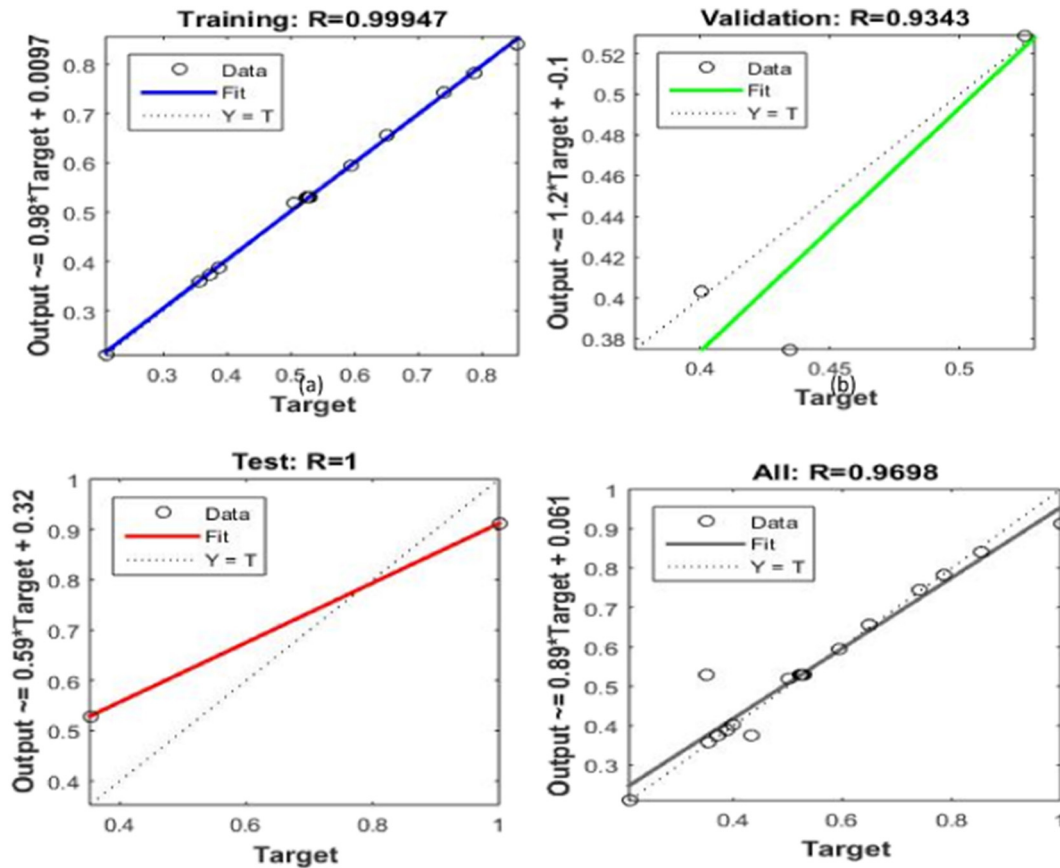 Training: R=0.99947
Output ~= 0.98*Target + 0.0097
0.8
0.7
0.6
0.5
0.4
0.3
Data
Fit
Y = T
0.3 0.4 0.5 0.6 0.7 0.8
(a)
Target
Validation: R=0.9343
Output ~= 1.2*Target + -0.1
0.52
0.5
0.48
0.46
0.44
0.42
0.4
0.38
Data
Fit
Y = T
0.4 0.45 0.5
(b)
Target
Test: R=1
Output ~= 0.59*Target + 0.32
1
0.9
0.8
0.7
0.6
0.5
0.4
Data
Fit
Y = T
0.4 0.6 0.8 1
Target
All: R=0.9698
Output ~= 0.89*Target + 0.061
1
0.9
0.8
0.7
0.6
0.5
0.4
0.3
Data
Fit
Y = T
0.4 0.6 0.8 1
Target